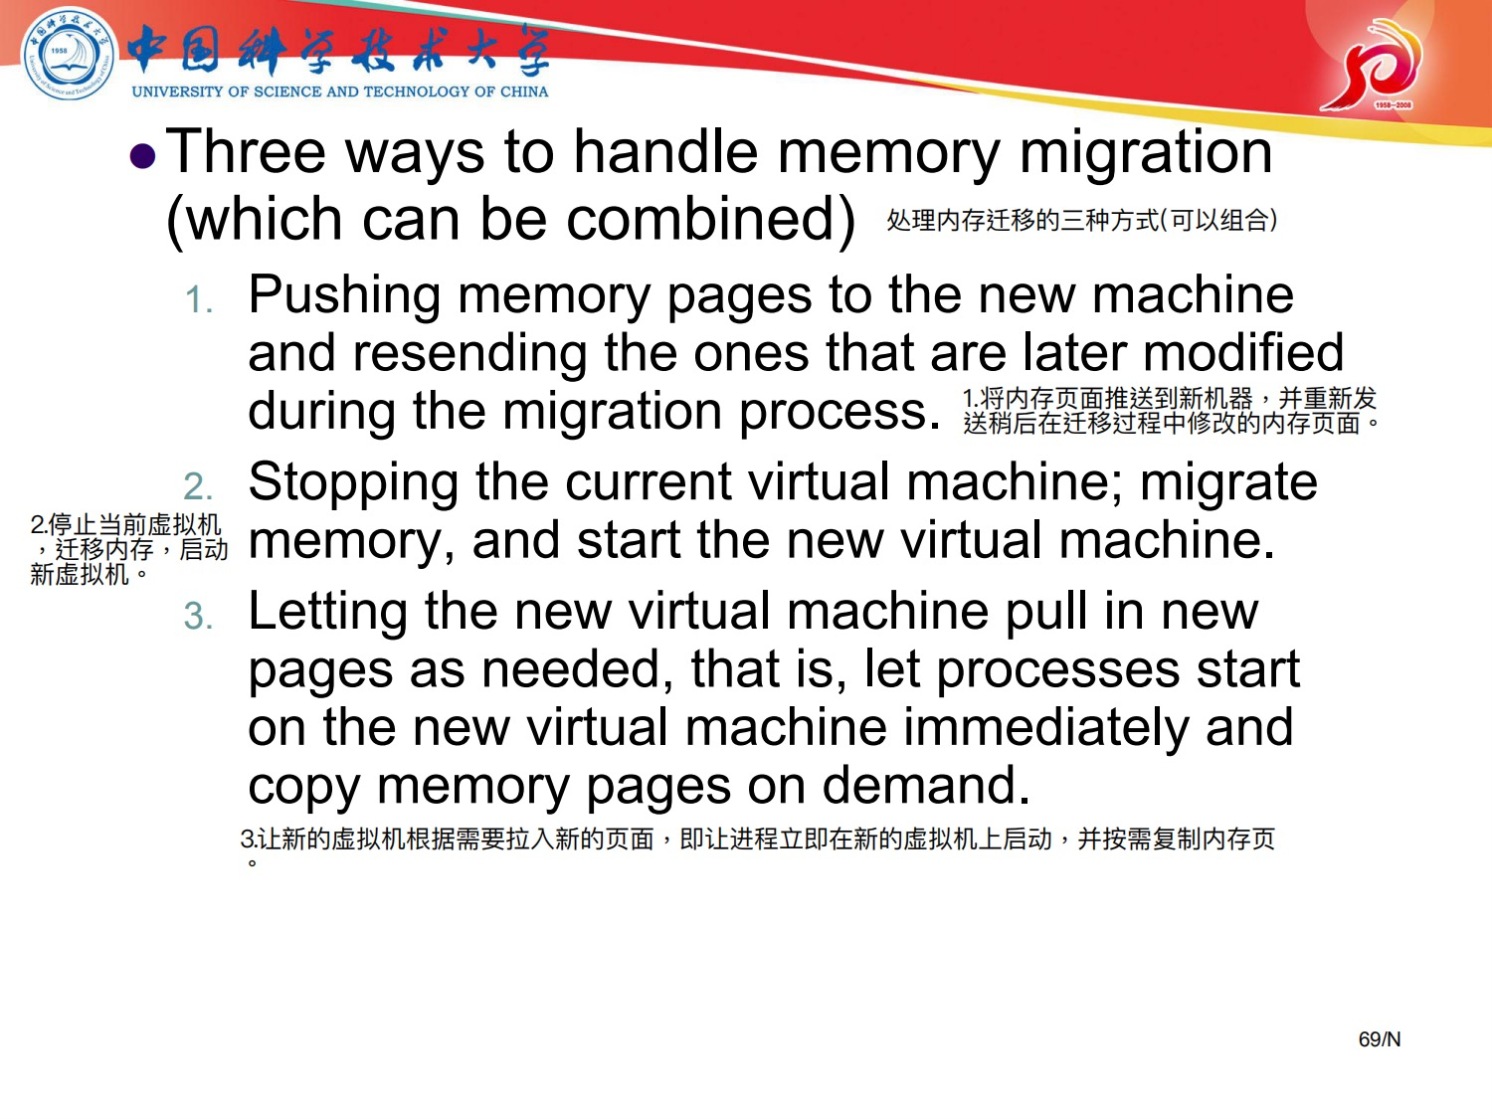 中国科学技术大学
UNIVERSITY OF SCIENCE AND TECHNOLOGY OF CHINA
1958
1958-2008
● Three ways to handle memory migration
(which can be combined)
处理内存迁移的三种方式(可以组合)
1. Pushing memory pages to the new machine
and resending the ones that are later modified
during the migration process.
1.将内存页面推送到新机器，并重新发
送稍后在迁移过程中修改的内存页面。
2. Stopping the current virtual machine; migrate
memory, and start the new virtual machine.
2.停止当前虚拟机
，迁移内存，启动
新虚拟机。
3. Letting the new virtual machine pull in new
pages as needed, that is, let processes start
on the new virtual machine immediately and
copy memory pages on demand.
3.让新的虚拟机根据需要拉入新的页面，即让进程立即在新的虚拟机上启动，并按需复制内存页
。
69/N